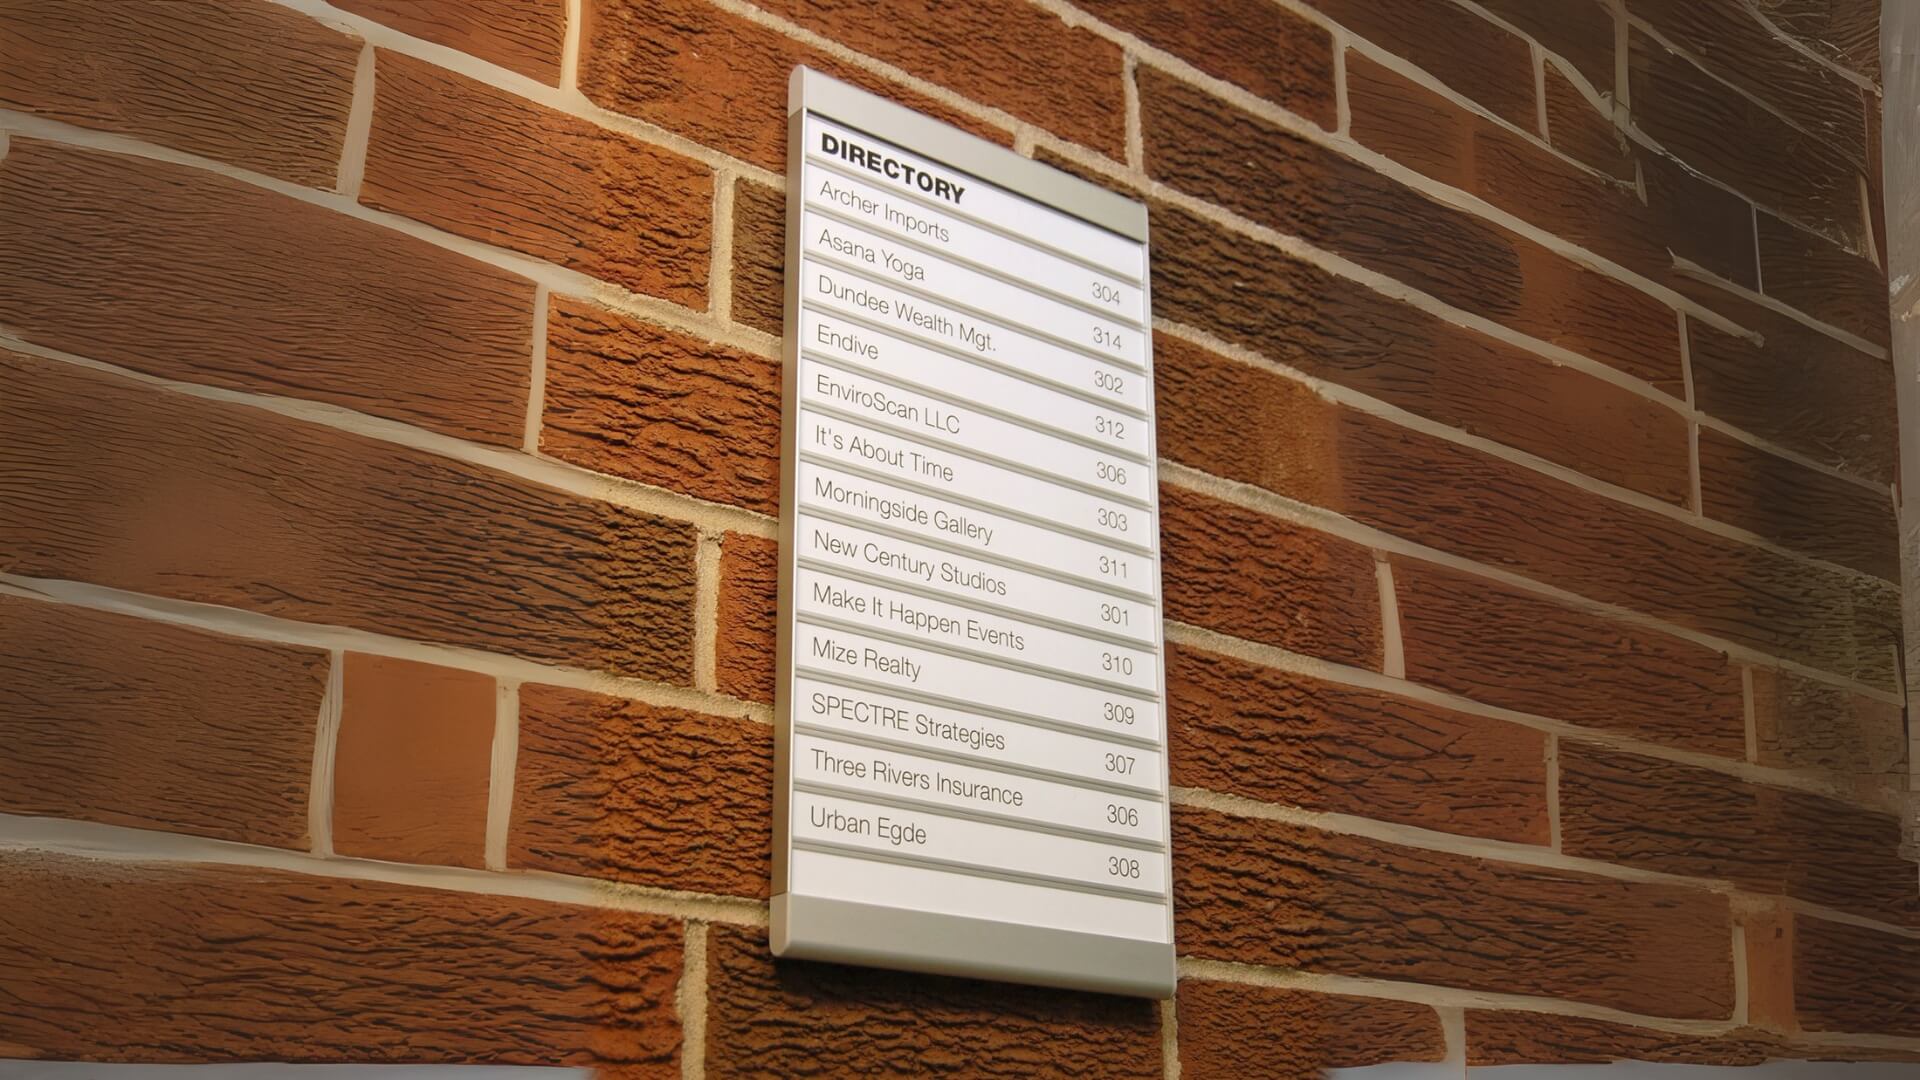 DIRECTORY
Archer Imports 304
Asana Yoga 314
Dundee Wealth Mgt. 302
Endive 312
EnviroScan LLC 306
It's About Time 303
Morningside Gallery 311
New Century Studios 301
Make It Happen Events 310
Mize Realty 309
SPECTRE Strategies 307
Three Rivers Insurance 306
Urban Egde 308